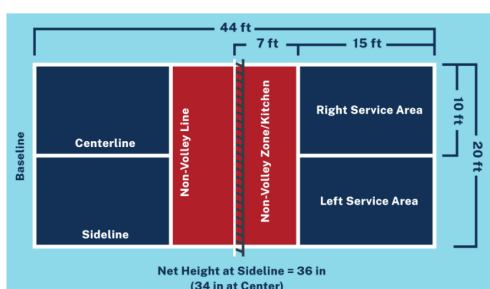 44 ft
7 ft
15 ft
Baseline
Centerline
Sideline
Non-Volley Line
Non-Volley Zone/Kitchen
Right Service Area
Left Service Area
10 ft
20 ft
Net Height at Sideline = 36 in
(34 in at Center)